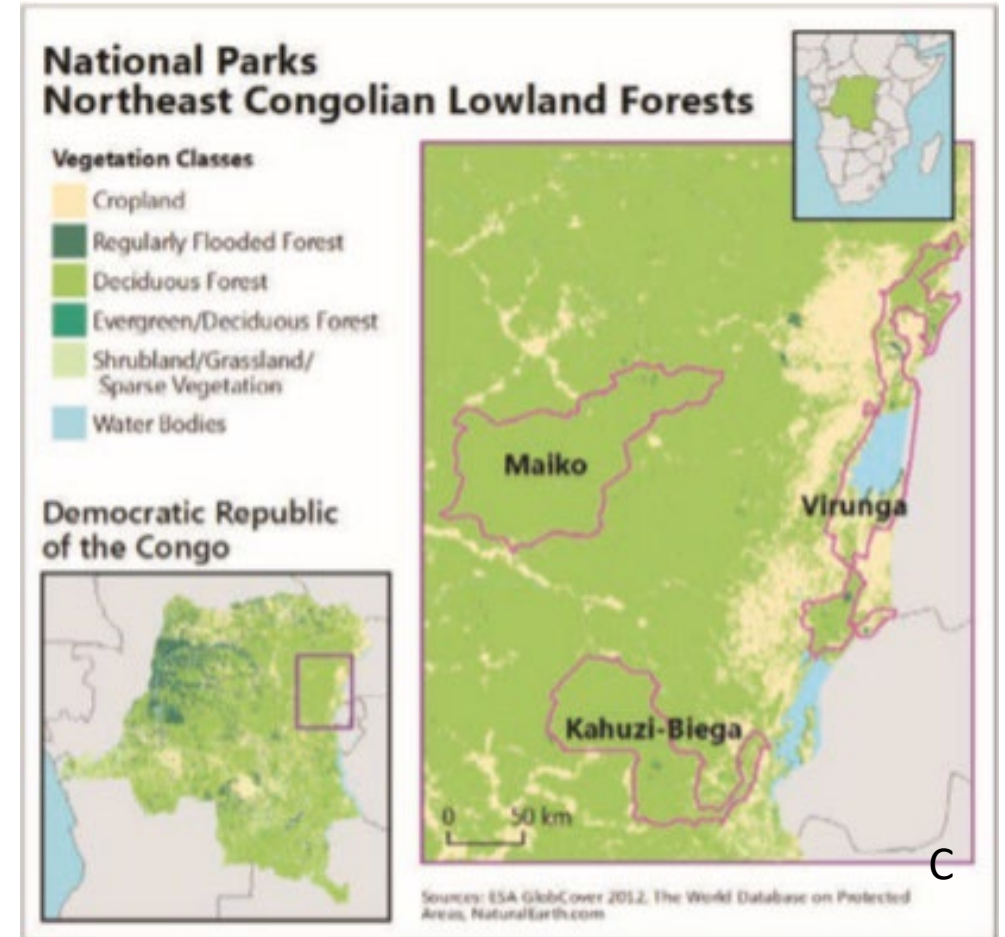 National Parks
Northeast Congolian Lowland Forests
Vegetation Classes
Cropland
Regularly Flooded Forest
Deciduous Forest
Evergreen/Deciduous Forest
Shrubland/Grassland/
Sparse Vegetation
Water Bodies
Maiko
Virunga
Democratic Republic
of the Congo
Kahuzi-Biega
0 50 km
C
Sources: ESA GlobCover 2012, The World Database on Protected
Areas, NaturalEarth.com